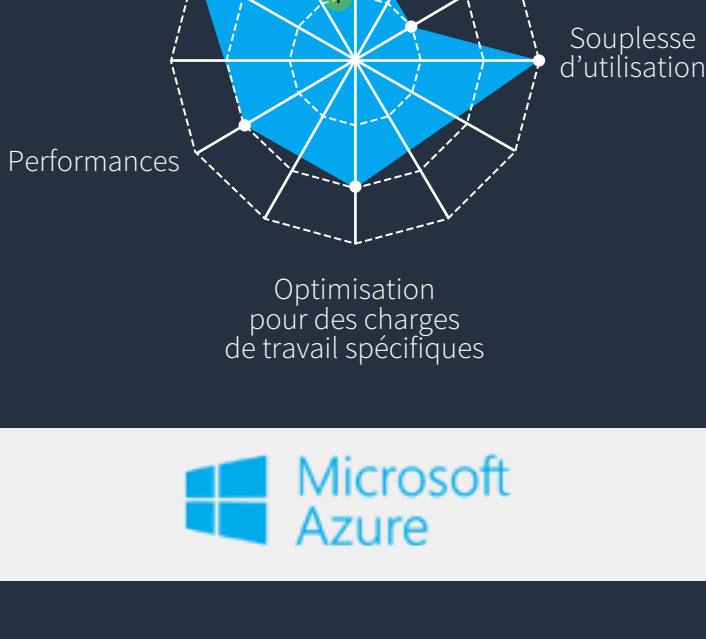 Souplesse
d’utilisation
Performances
Optimisation
pour des charges
de travail spécifiques
Microsoft
Azure